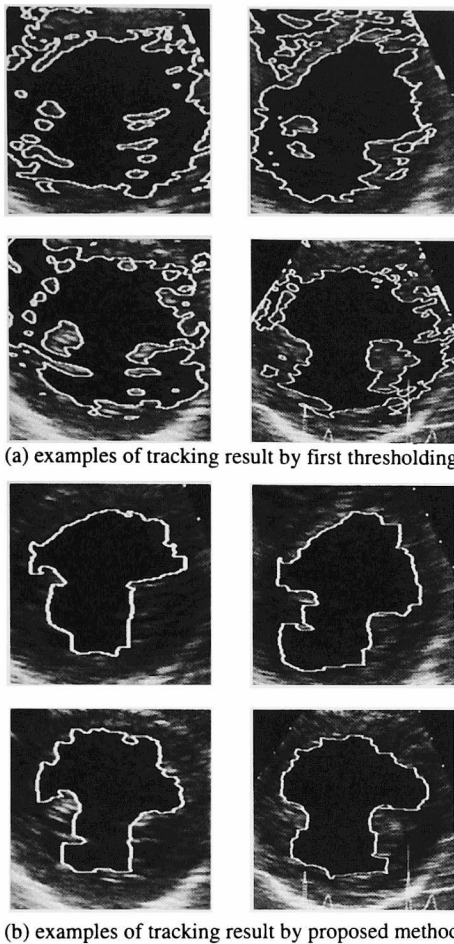 (a) examples of tracking result by first thresholding
(b) examples of tracking result by proposed method